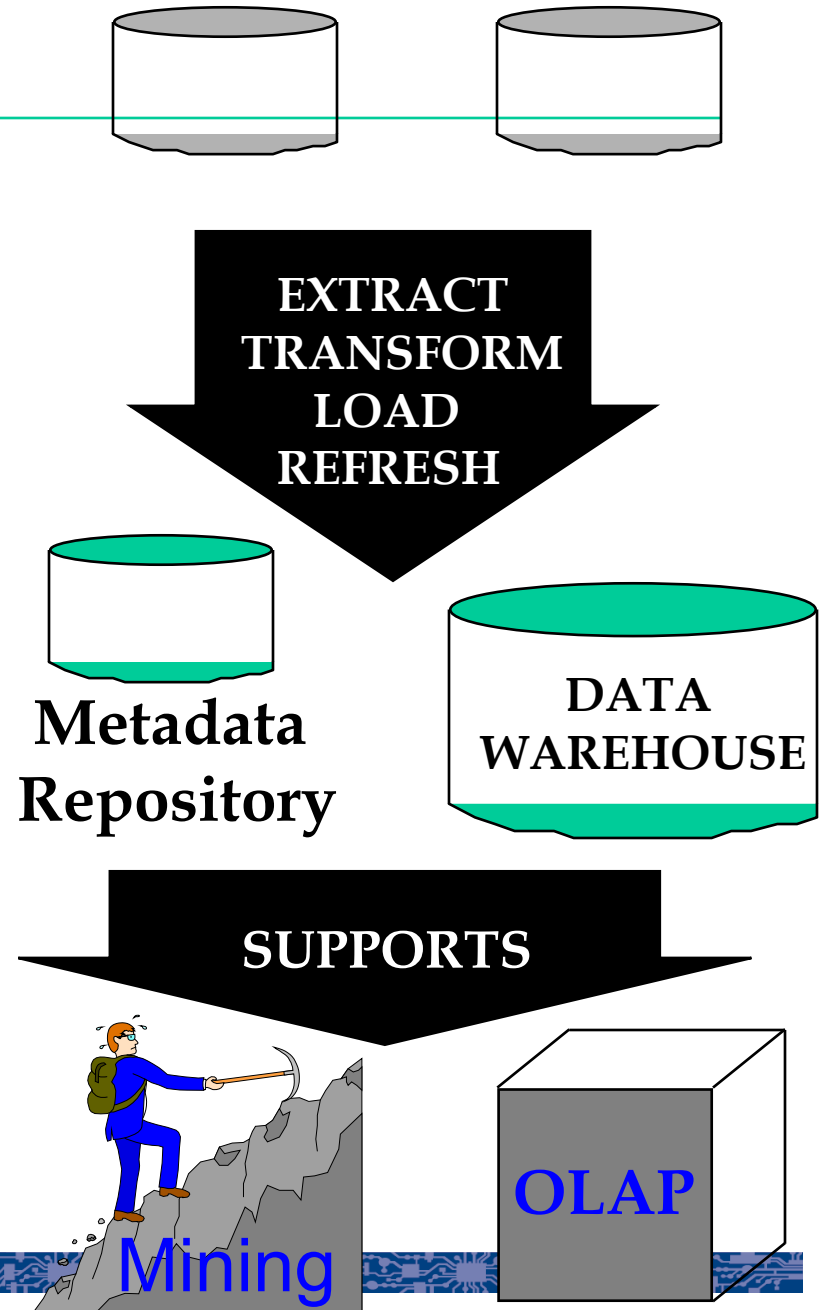 EXTRACT
TRANSFORM
LOAD
REFRESH
Metadata
Repository
DATA
WAREHOUSE
SUPPORTS
Mining
OLAP